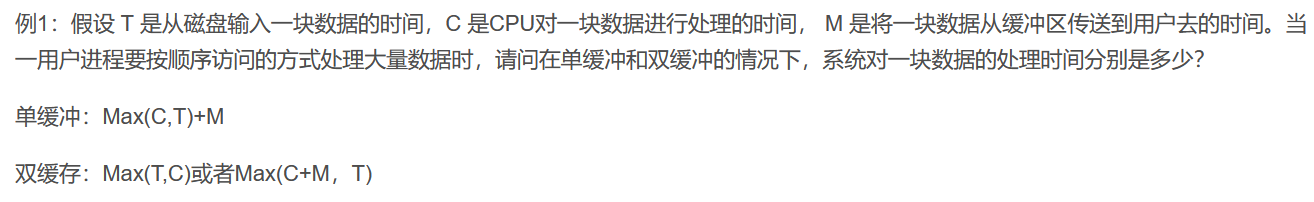 例1：假设 T 是从磁盘输入一块数据的时间，C 是CPU对一块数据进行处理的时间， M 是将一块数据从缓冲区传送到用户去的时间。当
一用户进程要按顺序访问的方式处理大量数据时，请问在单缓冲和双缓冲的情况下，系统对一块数据的处理时间分别是多少？
单缓冲：Max(C,T)+M
双缓存：Max(T,C)或者Max(C+M，T)